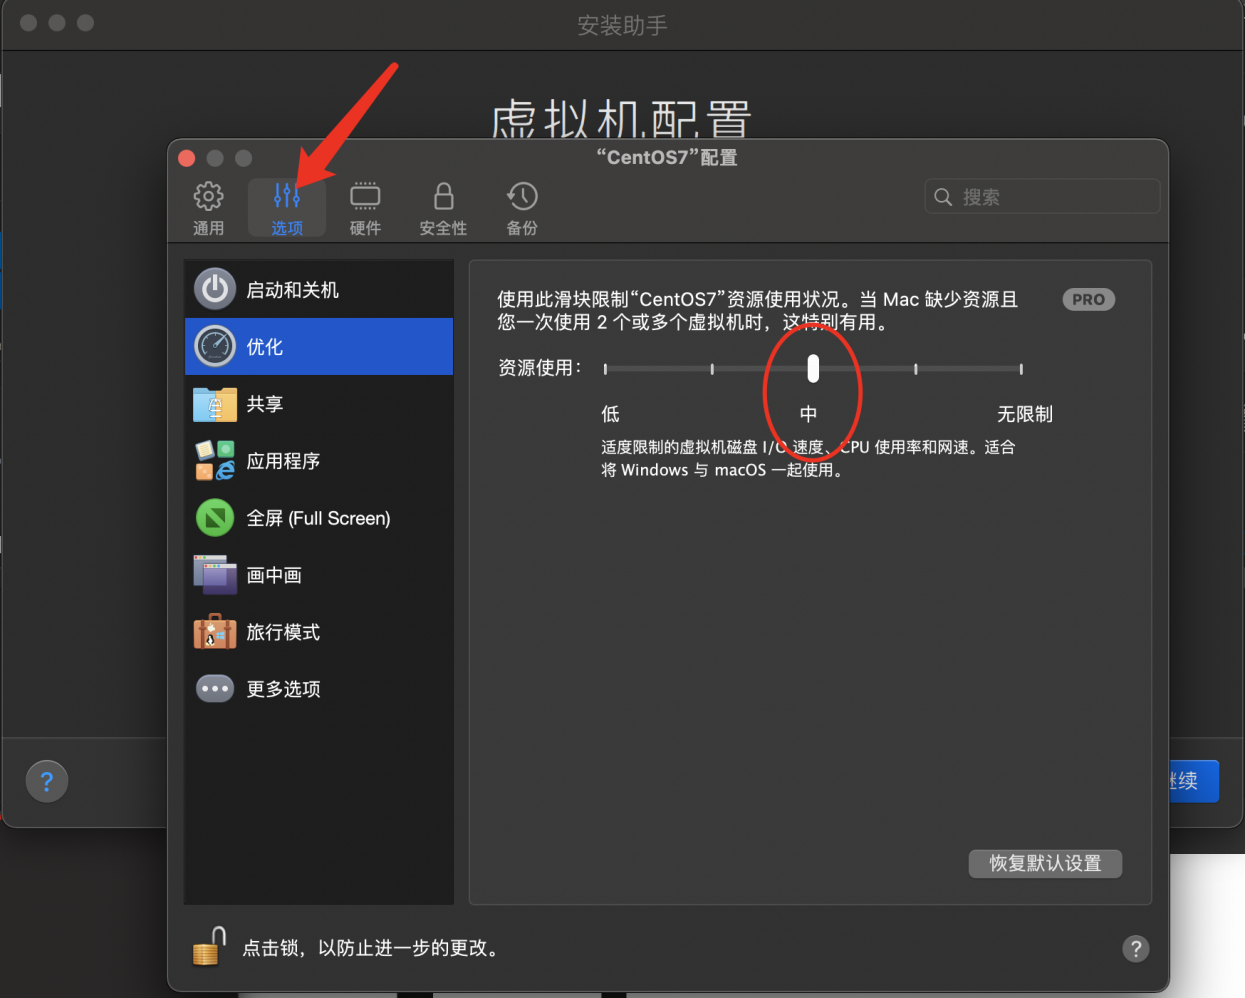 安装助手
虚拟机配置
“CentOS7”配置
通用
选项
硬件
安全性
备份
搜索
启动和关机
优化
共享
应用程序
全屏 (Full Screen)
画中画
旅行模式
更多选项
使用此滑块限制“CentOS7”资源使用状况。当 Mac 缺少资源且
您一次使用 2 个或多个虚拟机时，这特别有用。
PRO
资源使用：
低
中
无限制
适度限制的虚拟机磁盘 I/O 速度、CPU 使用率和网速。适合
将 Windows 与 macOS 一起使用。
?
继续
恢复默认设置
点击锁，以防止进一步的更改。
?